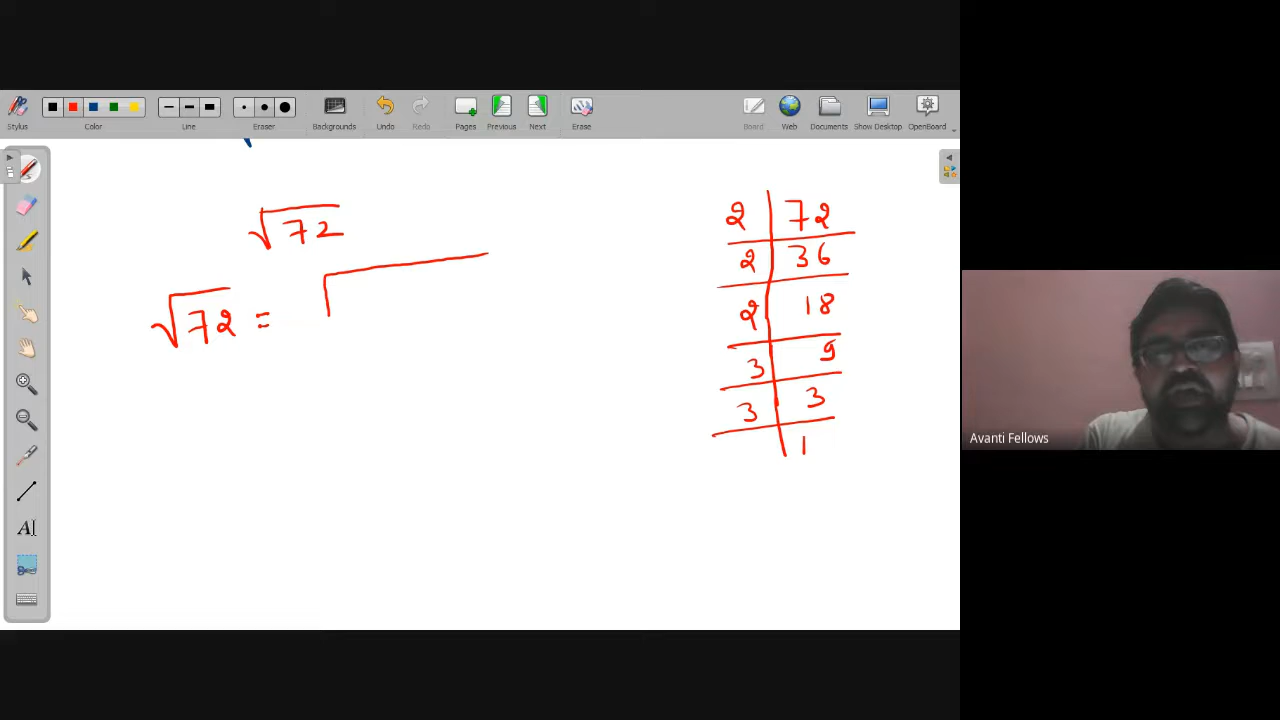 Stylus Color Line Eraser Backgrounds Undo Redo Pages Previous Next Erase Board Web Documents Show Desktop OpenBoard
√72
√72 =
2 | 72
2 | 36
2 | 18
3 | 9
3 | 3
1
Avanti Fellows